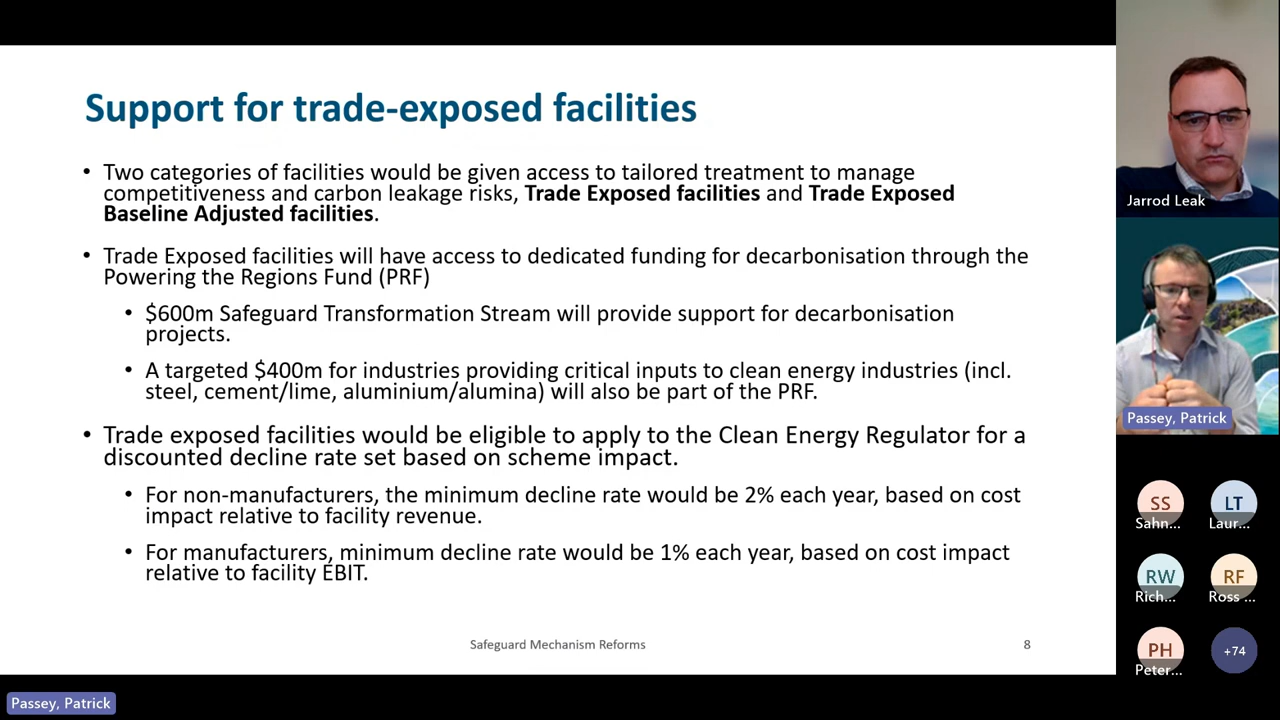 Support for trade-exposed facilities
• Two categories of facilities would be given access to tailored treatment to manage
competitiveness and carbon leakage risks, Trade Exposed facilities and Trade Exposed
Baseline Adjusted facilities.
• Trade Exposed facilities will have access to dedicated funding for decarbonisation through the
Powering the Regions Fund (PRF)
• $600m Safeguard Transformation Stream will provide support for decarbonisation
projects.
• A targeted $400m for industries providing critical inputs to clean energy industries (incl.
steel, cement/lime, aluminium/alumina) will also be part of the PRF.
• Trade exposed facilities would be eligible to apply to the Clean Energy Regulator for a
discounted decline rate set based on scheme impact.
• For non-manufacturers, the minimum decline rate would be 2% each year, based on cost
impact relative to facility revenue.
• For manufacturers, minimum decline rate would be 1% each year, based on cost impact
relative to facility EBIT.
Safeguard Mechanism Reforms
8
Jarrod Leak
Passey, Patrick
SS
Sahn...
LT
Laur...
RW
Rich...
RF
Ross ...
PH
Peter...
+74
Passey, Patrick